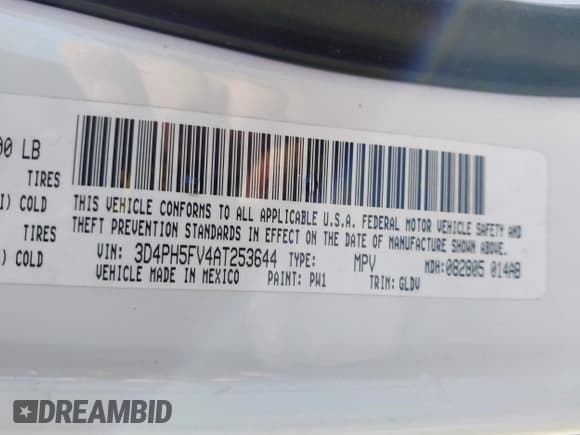 00 LB
TIRES
I) COLD
TIRES
) COLD
THIS VEHICLE CONFORMS TO ALL APPLICABLE U.S.A. FEDERAL MOTOR VEHICLE SAFETY AND
THEFT PREVENTION STANDARDS IN EFFECT ON THE DATE OF MANUFACTURE SHOWN ABOVE.
VIN: 3D4PH5FV4AT253644 TYPE: MPV MDH:082805 014AB
VEHICLE MADE IN MEXICO PAINT: PW1 TRIM: GLDV
DREAMBID